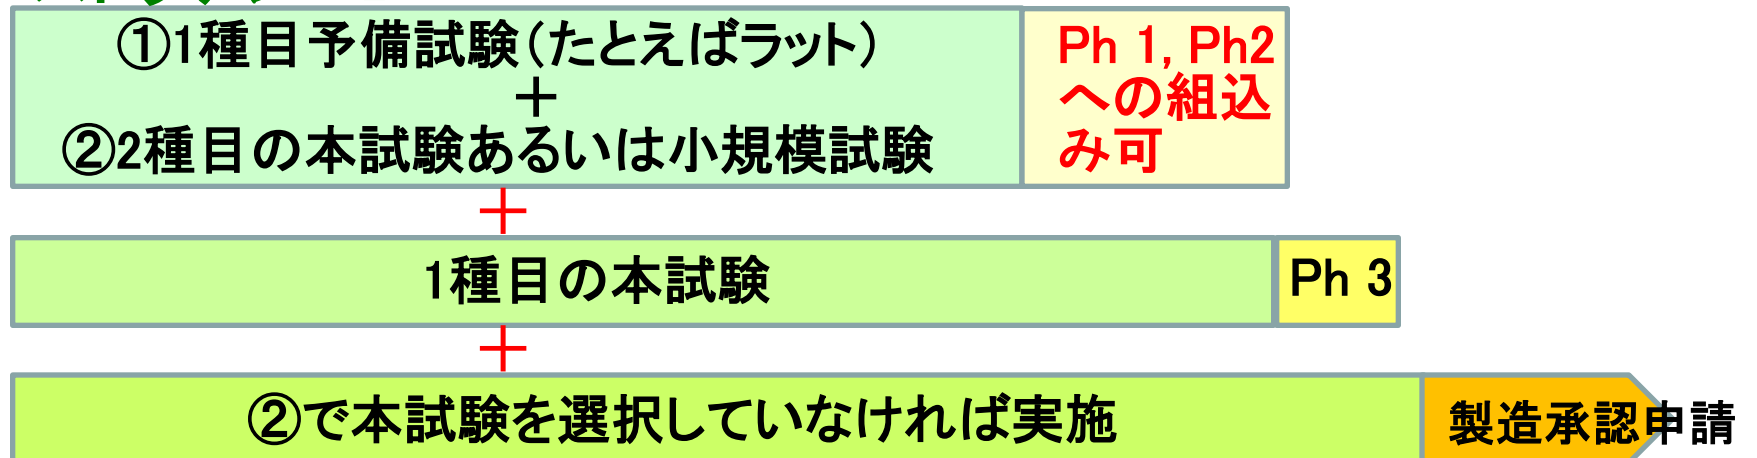 ①1種目予備試験（たとえばラット）
＋
②2種目の本試験あるいは小規模試験
Ph 1, Ph2
への組込
み可
＋
1種目の本試験
Ph 3
＋
②で本試験を選択していなければ実施
製造承認申請